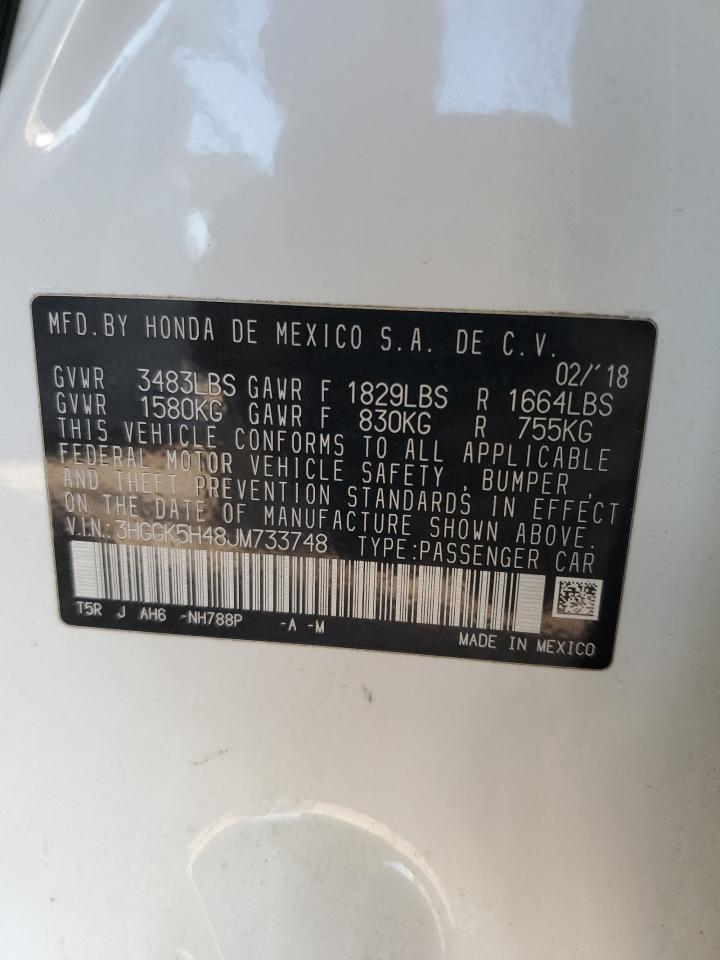 MFD.BY HONDA DE MEXICO S.A. DE C.V.
02/'18
GVWR 3483LBS GAWR F 1829LBS R 1664LBS
GVWR 1580KG GAWR F 830KG R 755KG
THIS VEHICLE CONFORMS TO ALL APPLICABLE
FEDERAL MOTOR VEHICLE SAFETY, BUMPER,
AND THEFT PREVENTION STANDARDS IN EFFECT
ON THE DATE OF MANUFACTURE SHOWN ABOVE.
V.I.N.: 3HGGK5H48JM733748 TYPE:PASSENGER CAR
T5R J AH6 -NH788P -A -M
MADE IN MEXICO